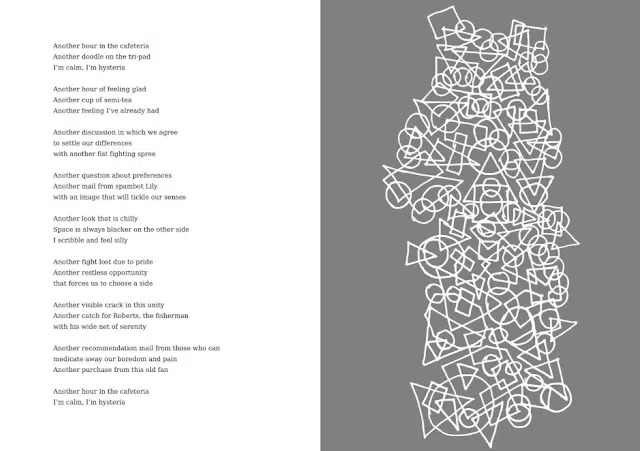 Another hour in the cafeteria
Another doodle on the tri-pad
I'm calm, I'm hysteria
Another hour of feeling glad
Another cup of semi-tea
Another feeling I've already had
Another discussion in which we agree
to settle our differences
with another fist fighting spree
Another question about preferences
Another mail from spambot Lily
with an image that will tickle our senses
Another look that is chilly
Space is always blacker on the other side
I scribble and feel silly
Another fight lost due to pride
Another restless opportunity
that forces us to choose a side
Another visible crack in this unity
Another catch for Roberts, the fisherman
with his wide net of serenity
Another recommendation mail from those who can
medicate away our boredom and pain
Another purchase from this old fan
Another hour in the cafeteria
I'm calm, I'm hysteria